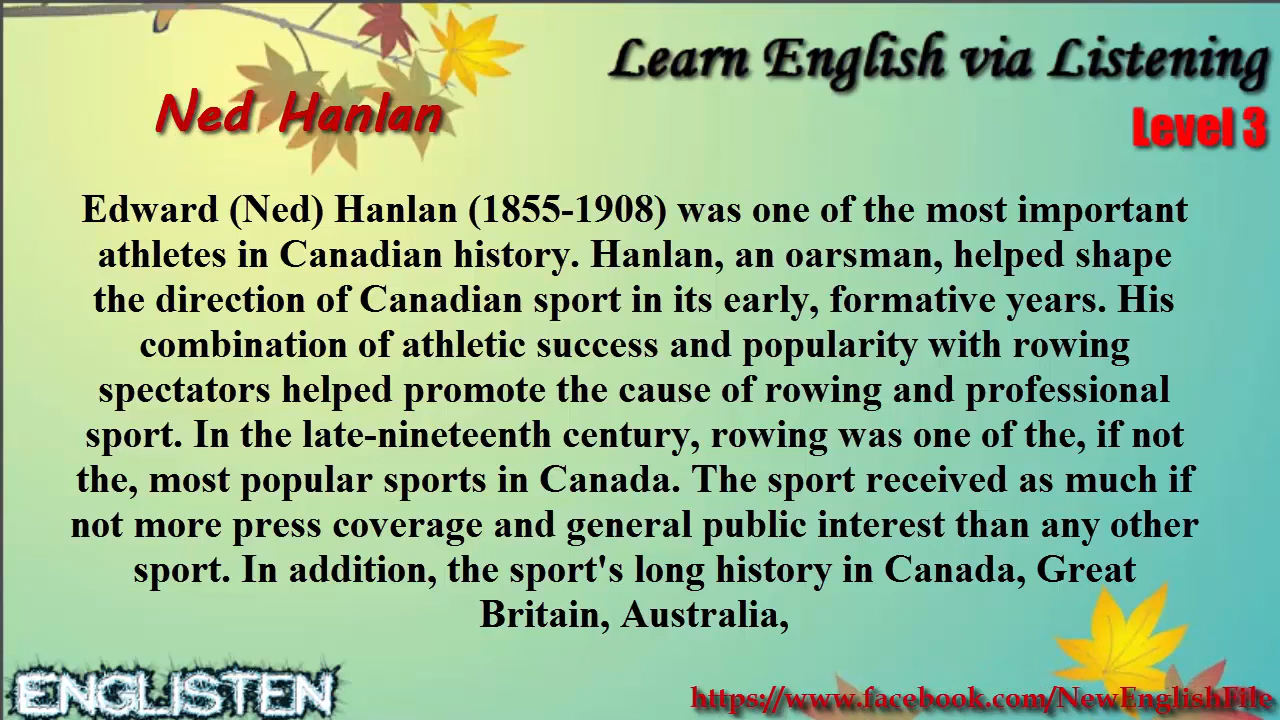 Learn English via Listening
Ned Hanlan
Level 3
Edward (Ned) Hanlan (1855-1908) was one of the most important
athletes in Canadian history. Hanlan, an oarsman, helped shape
the direction of Canadian sport in its early, formative years. His
combination of athletic success and popularity with rowing
spectators helped promote the cause of rowing and professional
sport. In the late-nineteenth century, rowing was one of the, if not
the, most popular sports in Canada. The sport received as much if
not more press coverage and general public interest than any other
sport. In addition, the sport's long history in Canada, Great
Britain, Australia,
ENGLISTEN
https://www.facebook.com/NewEnglishFile